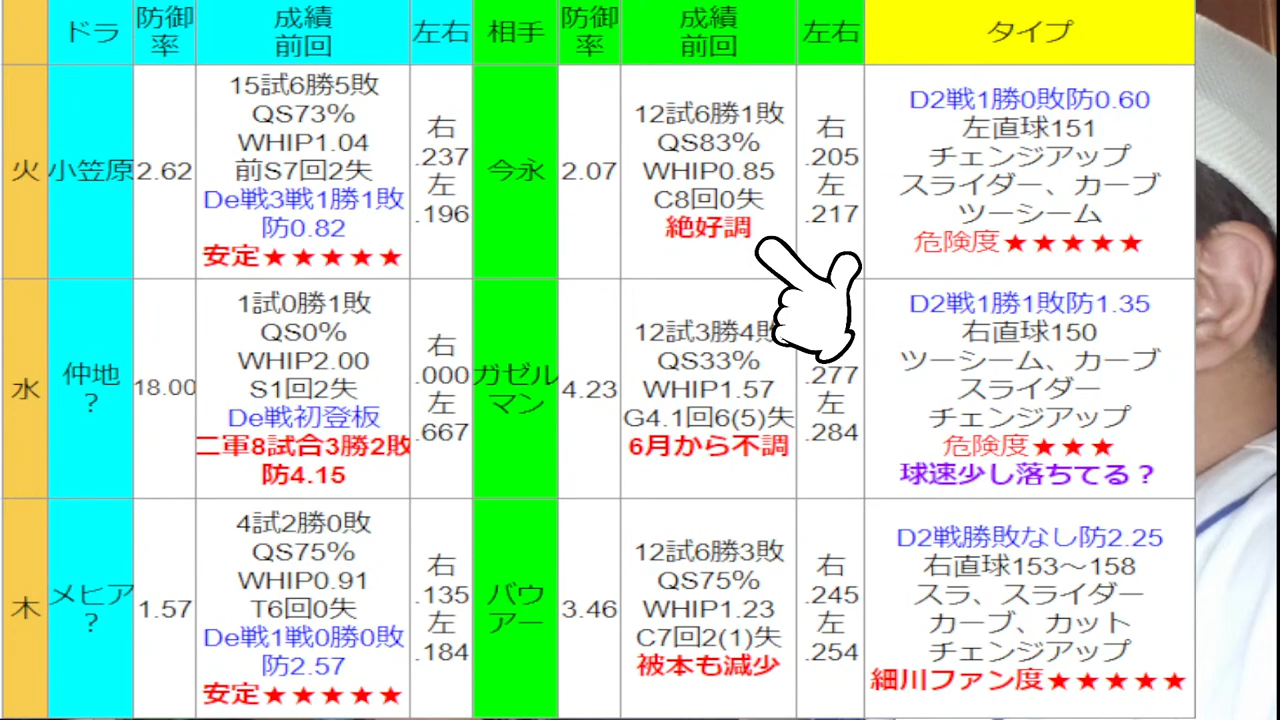 ドラ
防御
率
成績
前回
左右
相手
防御
率
成績
前回
左右
タイプ
火
小笠原
2.62
15試6勝5敗
QS73%
WHIP1.04
前S7回2失
De戦3戦1勝1敗
防0.82
安定★★★★★
右
.237
左
.196
今永
2.07
12試6勝1敗
QS83%
WHIP0.85
C8回0失
絶好調
右
.205
左
.217
D2戦1勝0敗防0.60
左直球151
チェンジアップ
スライダー、カーブ
ツーシーム
危険度★★★★★
水
仲地
?
18.00
1試0勝1敗
QS0%
WHIP2.00
S1回2失
De戦初登板
二軍8試合3勝2敗
防4.15
右
.000
左
.667
ガゼル
マン
4.23
12試3勝4敗
QS33%
WHIP1.57
G4.1回6(5)失
6月から不調
.277
左
.284
D2戦1勝1敗防1.35
右直球150
ツーシーム、カーブ
スライダー
チェンジアップ
危険度★★★
球速少し落ちてる?
木
メヒア
?
1.57
4試2勝0敗
QS75%
WHIP0.91
T6回0失
De戦1戦0勝0敗
防2.57
安定★★★★★
右
.135
左
.184
バウ
アー
3.46
12試6勝3敗
QS75%
WHIP1.23
C7回2(1)失
被本も減少
右
.245
左
.254
D2戦勝敗なし防2.25
右直球153～158
スラ、スライダー
カーブ、カット
チェンジアップ
細川ファン度★★★★★